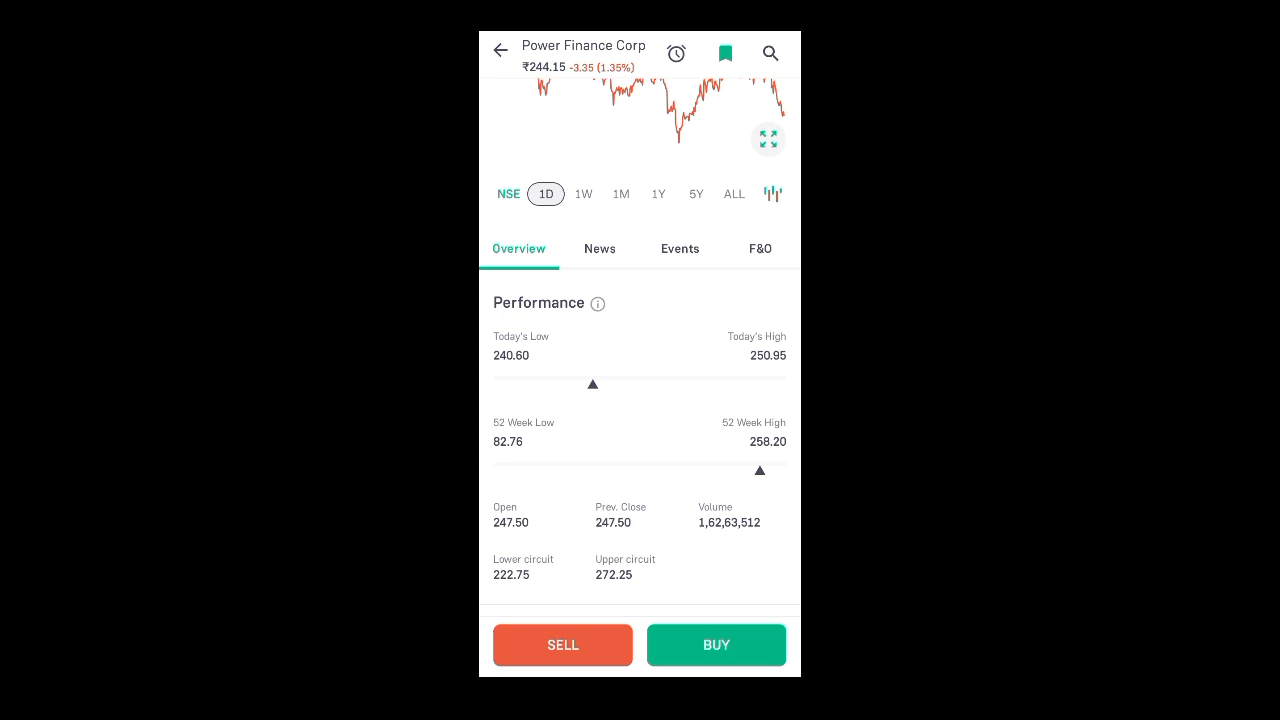 Power Finance Corp
₹244.15 -3.35 (1.35%)
NSE 1D 1W 1M 1Y 5Y ALL
Overview News Events F&O
Performance
Today's Low Today's High
240.60 250.95
52 Week Low 52 Week High
82.76 258.20
Open Prev. Close Volume
247.50 247.50 1,62,63,512
Lower circuit Upper circuit
222.75 272.25
SELL BUY